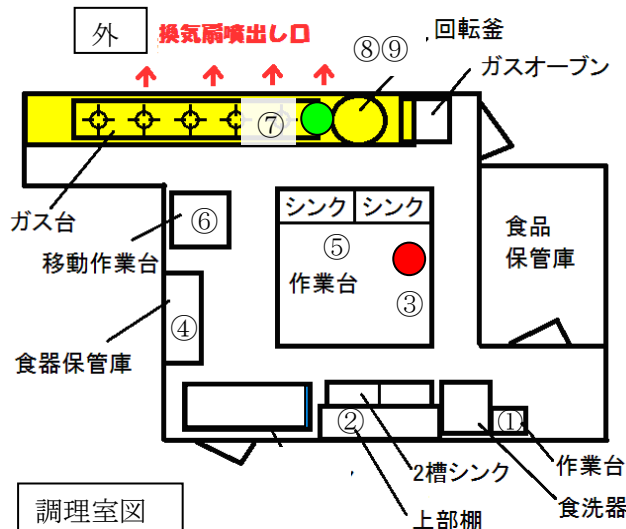 外
換気扇噴出し口
⑧⑨
回転釜
ガスオーブン
⑦
ガス台
⑥
移動作業台
シンク
シンク
⑤
作業台
③
食品
保管庫
④
食器保管庫
②
①
2槽シンク
作業台
食洗器
上部棚
調理室図